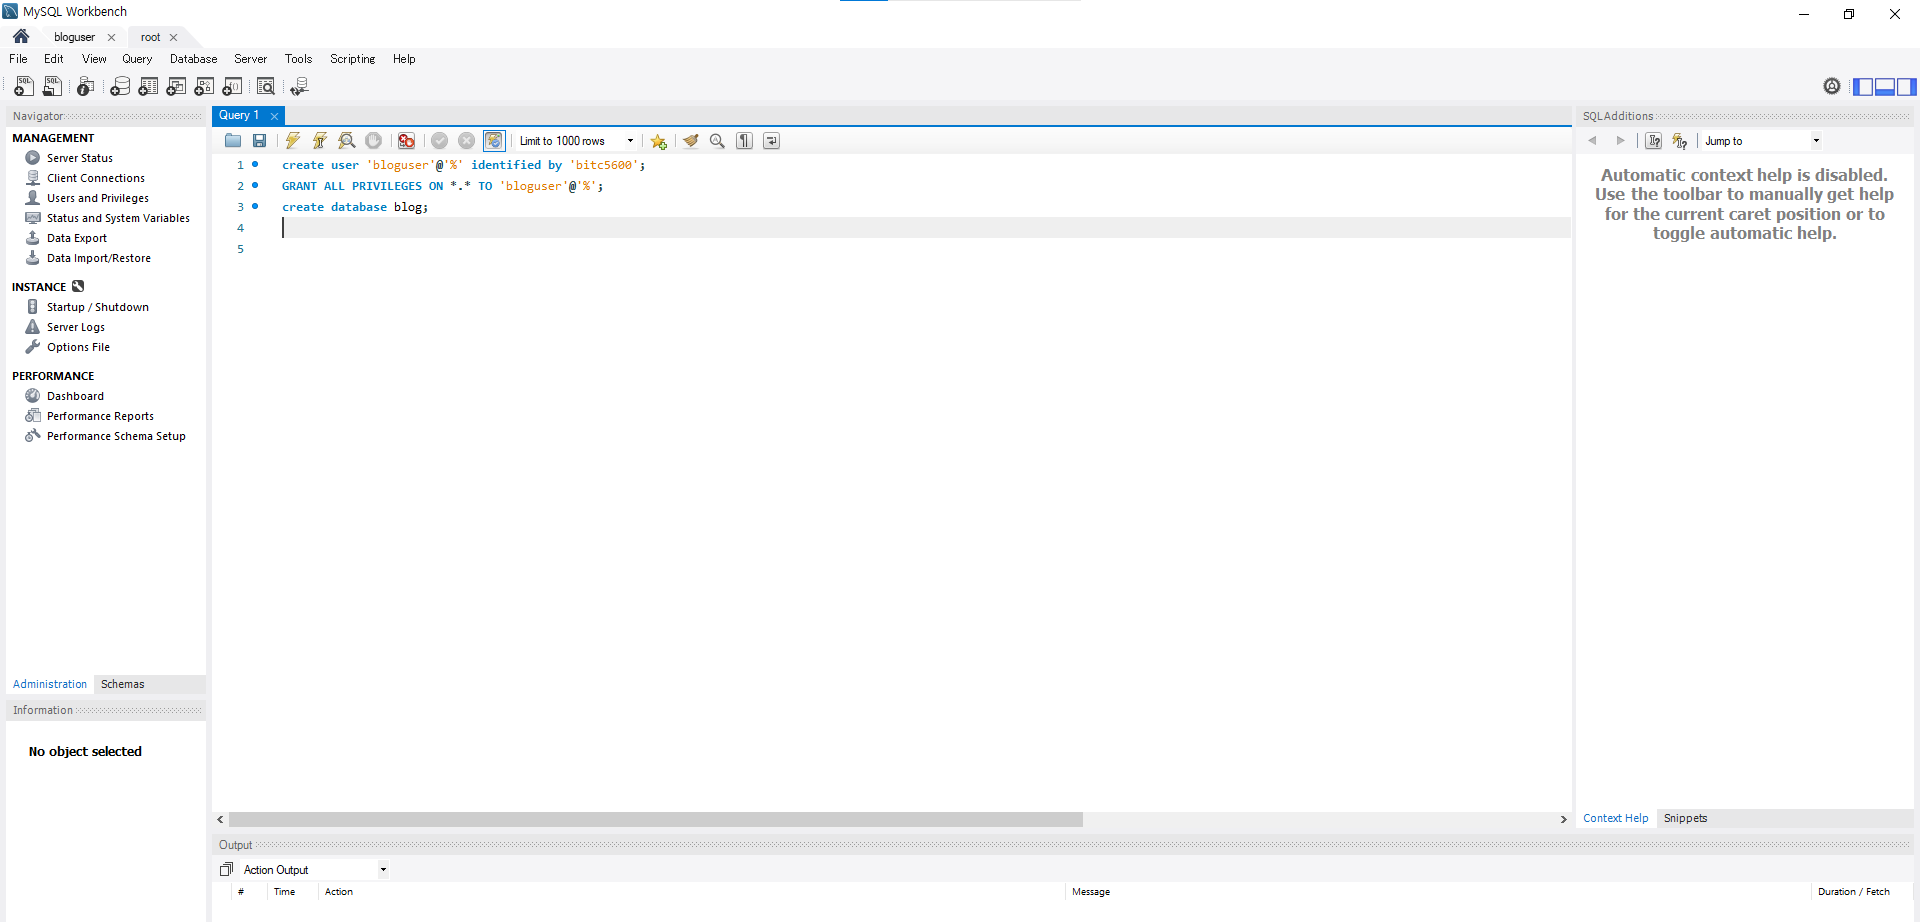 MySQL Workbench
bloguser
root
File Edit View Query Database Server Tools Scripting Help
Navigator
MANAGEMENT
Server Status
Client Connections
Users and Privileges
Status and System Variables
Data Export
Data Import/Restore
INSTANCE
Startup / Shutdown
Server Logs
Options File
PERFORMANCE
Dashboard
Performance Reports
Performance Schema Setup
Administration Schemas
Information
No object selected
Query 1
Limit to 1000 rows
1 create user 'bloguser'@'%' identified by 'bitc5600';
2 GRANT ALL PRIVILEGES ON *.* TO 'bloguser'@'%';
3 create database blog;
4
5
SQLAdditions
Jump to
Automatic context help is disabled.
Use the toolbar to manually get help
for the current caret position or to
toggle automatic help.
Context Help Snippets
Output
Action Output
# Time Action Message Duration / Fetch